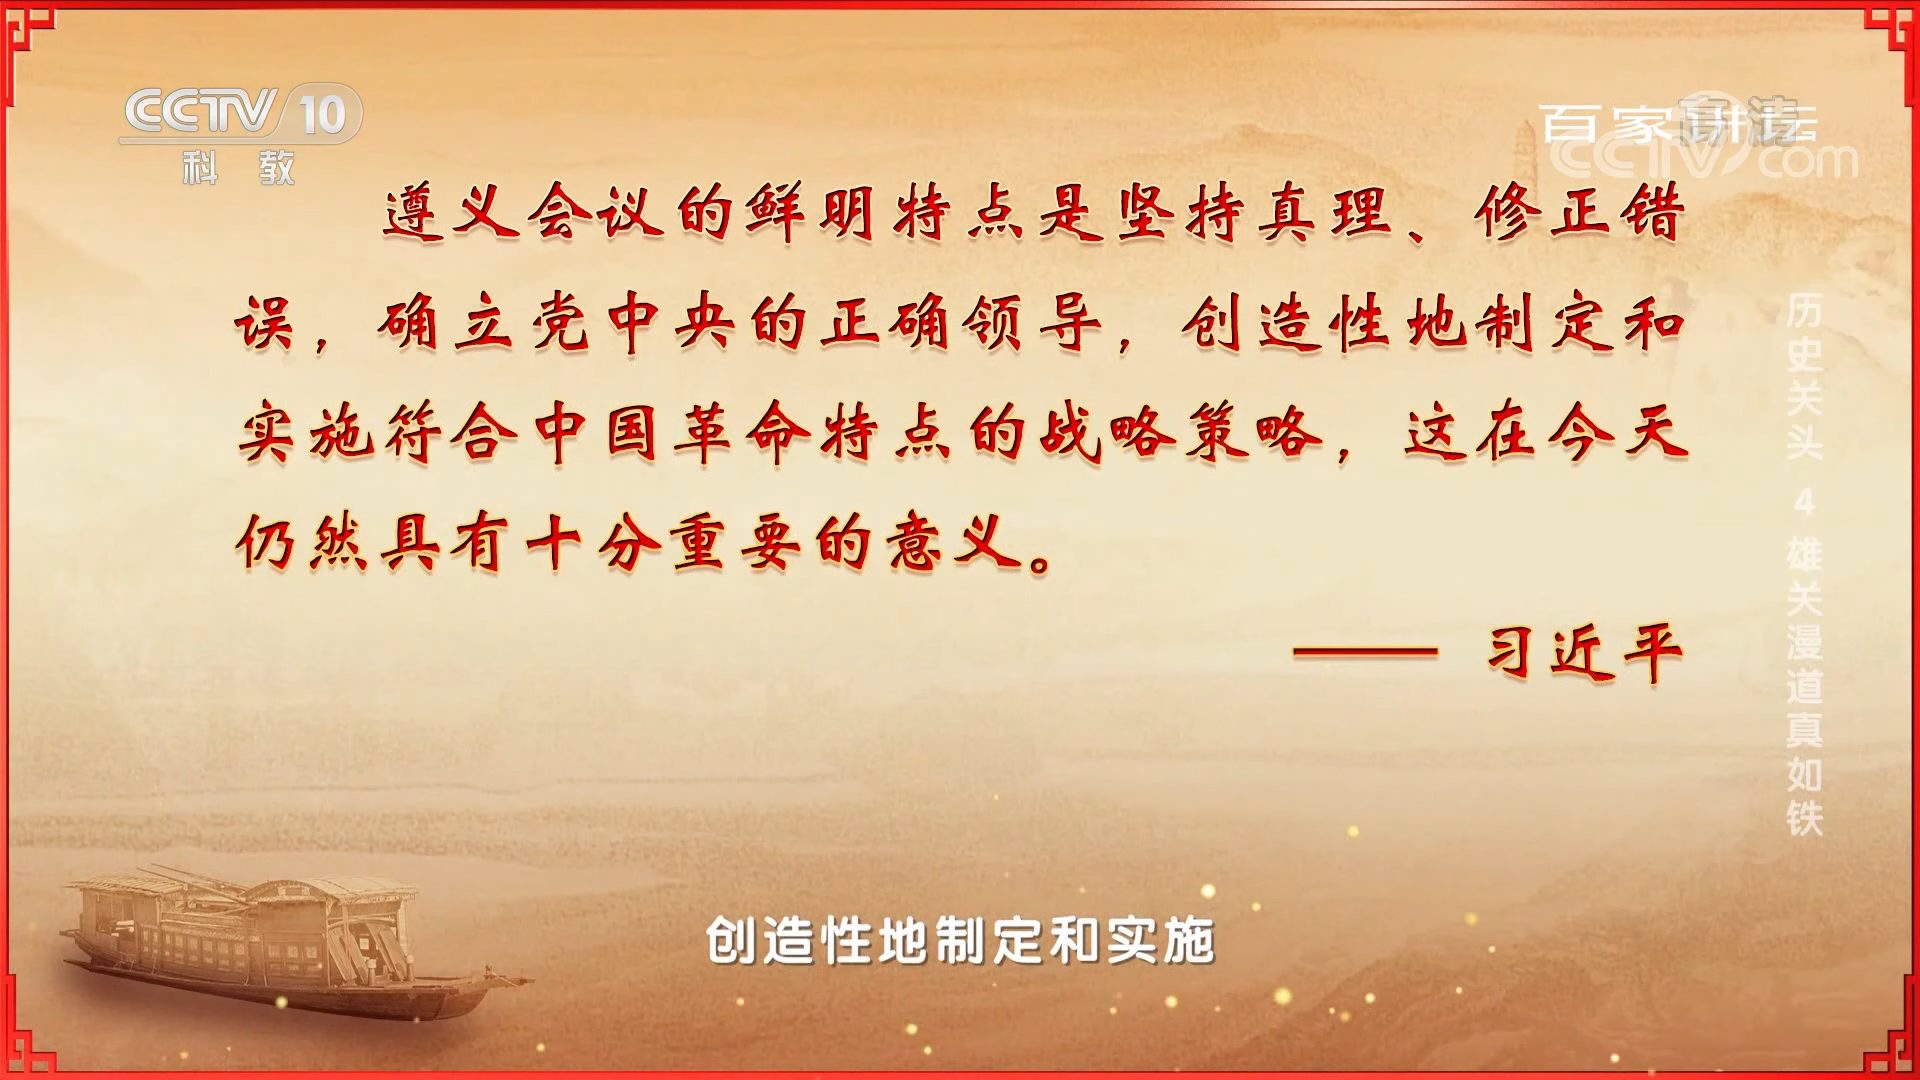 CCTV 10
科教
百家讲坛
高清
CCTV.com
遵义会议的鲜明特点是坚持真理、修正错
误，确立党中央的正确领导，创造性地制定和
实施符合中国革命特点的战略策略，这在今天
仍然具有十分重要的意义。
—— 习近平
历史关头 4 雄关漫道真如铁
创造性地制定和实施